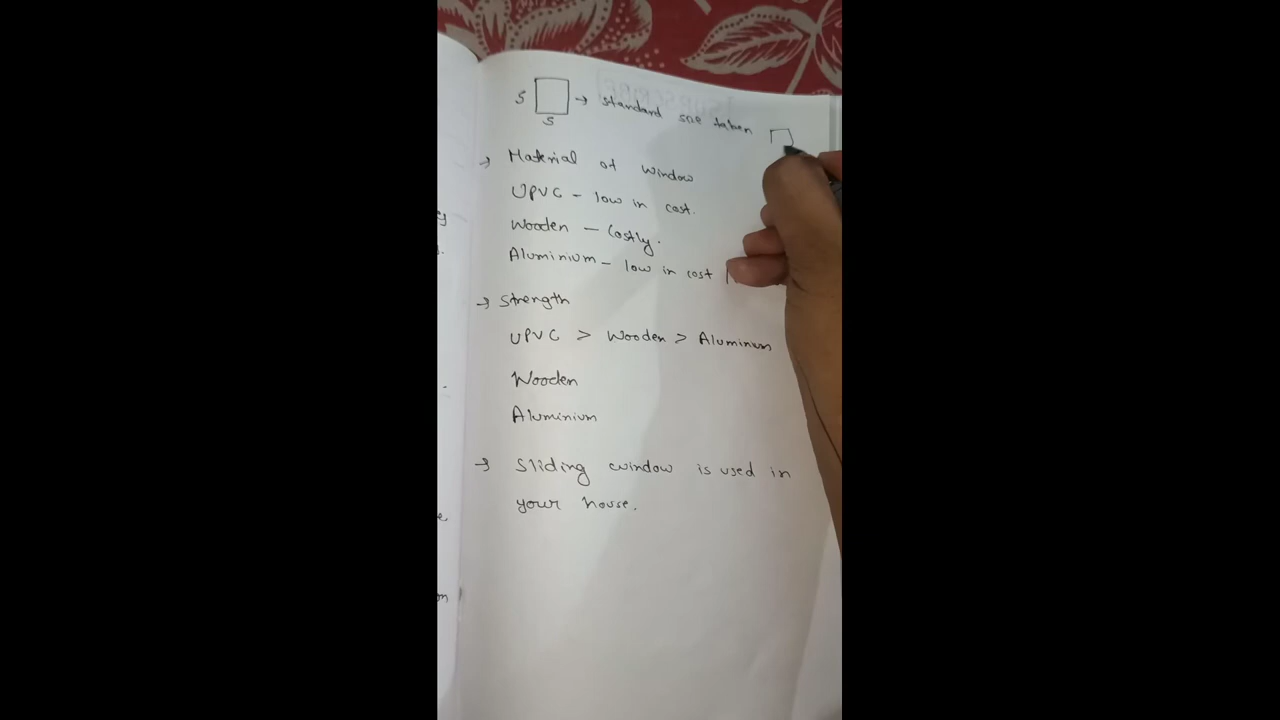 5 → standard size taken
5
→ Material of window
UPVC - low in cost.
Wooden - Costly.
Aluminium - low in cost
→ Strength
UPVC > Wooden > Aluminium
Wooden
Aluminium
→ Sliding window is used in
your house.